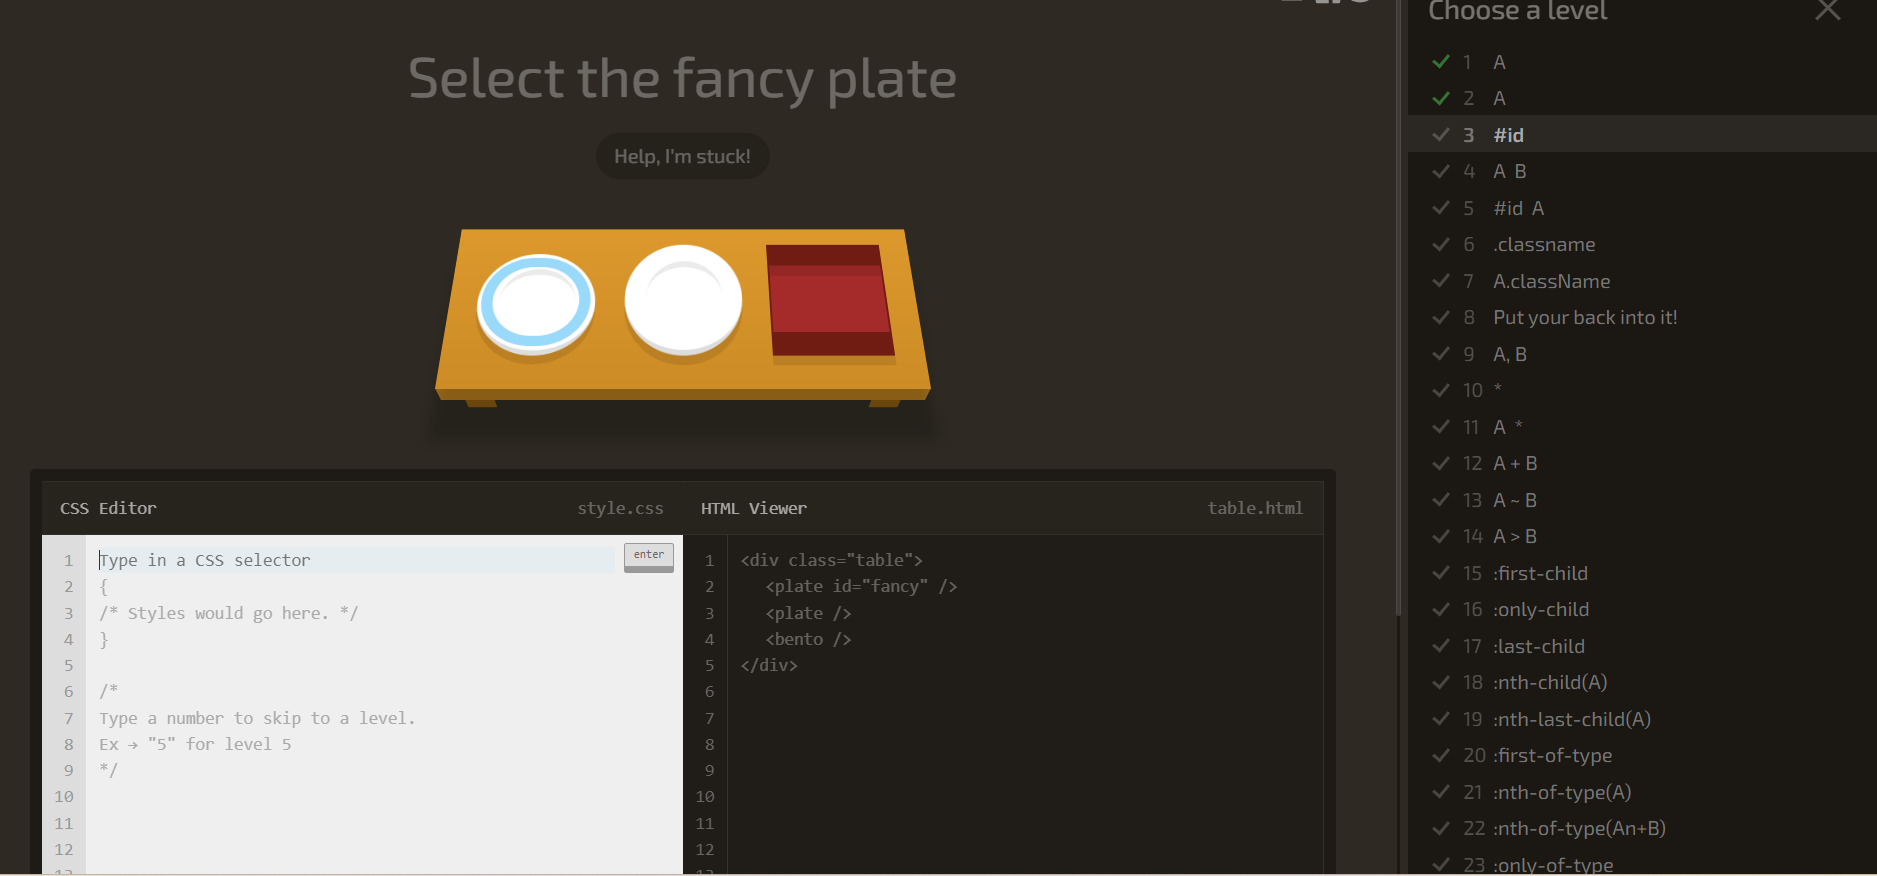 Choose a level
Select the fancy plate
Help, I'm stuck!
1 A
2 A
3 #id
4 A B
5 #id A
6 .classname
7 A.className
8 Put your back into it!
9 A, B
10 *
11 A *
12 A + B
13 A ~ B
14 A > B
15 :first-child
16 :only-child
17 :last-child
18 :nth-child(A)
19 :nth-last-child(A)
20 :first-of-type
21 :nth-of-type(A)
22 :nth-of-type(An+B)
23 :only-of-type
CSS Editor style.css
enter
1 Type in a CSS selector
2 {
3 /* Styles would go here. */
4 }
5
6 /*
7 Type a number to skip to a level.
8 Ex → "5" for level 5
9 */
10
11
12
13
HTML Viewer table.html
1 <div class="table">
2 <plate id="fancy" />
3 <plate />
4 <bento />
5 </div>
6
7
8
9
10
11
12
13